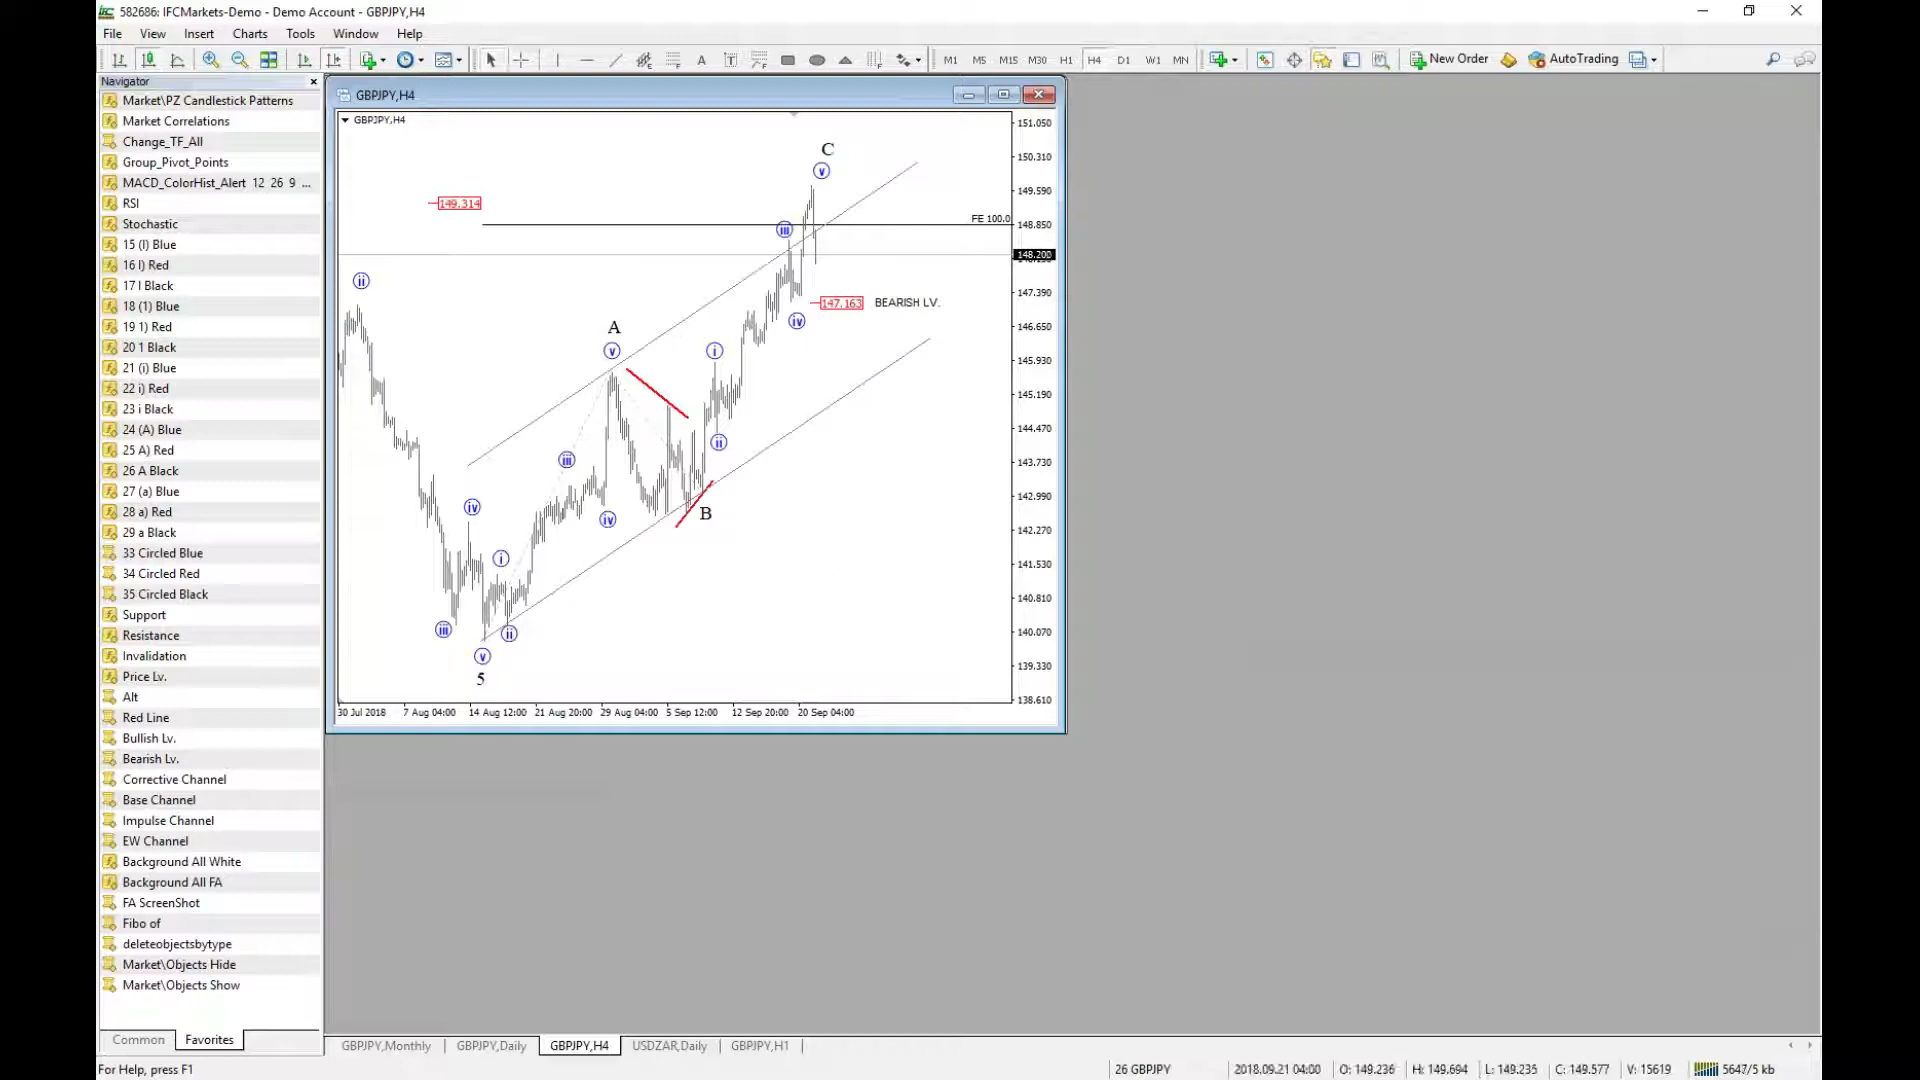 582686: IFCMarkets-Demo - Demo Account - GBPJPY,H4
File View Insert Charts Tools Window Help
A T M1 M5 M15 M30 H1 H4 D1 W1 MN New Order AutoTrading
Navigator
Market\PZ Candlestick Patterns
Market Correlations
Change_TF_All
Group_Pivot_Points
MACD_ColorHist_Alert 12 26 9 ...
RSI
Stochastic
15 (I) Blue
16 I) Red
17 I Black
18 (1) Blue
19 1) Red
20 1 Black
21 (i) Blue
22 i) Red
23 i Black
24 (A) Blue
25 A) Red
26 A Black
27 (a) Blue
28 a) Red
29 a Black
33 Circled Blue
34 Circled Red
35 Circled Black
Support
Resistance
Invalidation
Price Lv.
Alt
Red Line
Bullish Lv.
Bearish Lv.
Corrective Channel
Base Channel
Impulse Channel
EW Channel
Background All White
Background All FA
FA ScreenShot
Fibo of
deleteobjectsbytype
Market\Objects Hide
Market\Objects Show
Common Favorites
GBPJPY,H4
GBPJPY,H4
C
v
149.314
FE 100.0
iii
ii
147.163 BEARISH LV.
iv
A
v
i
ii
iii
iv
iv
B
i
iii
ii
v
5
151.050
150.310
149.590
148.850
148.200
147.390
146.650
145.930
145.190
144.470
143.730
142.990
142.270
141.530
140.810
140.070
139.330
138.610
30 Jul 2018 7 Aug 04:00 14 Aug 12:00 21 Aug 20:00 29 Aug 04:00 5 Sep 12:00 12 Sep 20:00 20 Sep 04:00
GBPJPY,Monthly GBPJPY,Daily GBPJPY,H4 USDZAR,Daily GBPJPY,H1
For Help, press F1 26 GBPJPY 2018.09.21 04:00 O: 149.236 H: 149.694 L: 149.235 C: 149.577 V: 15619 5647/5 kb